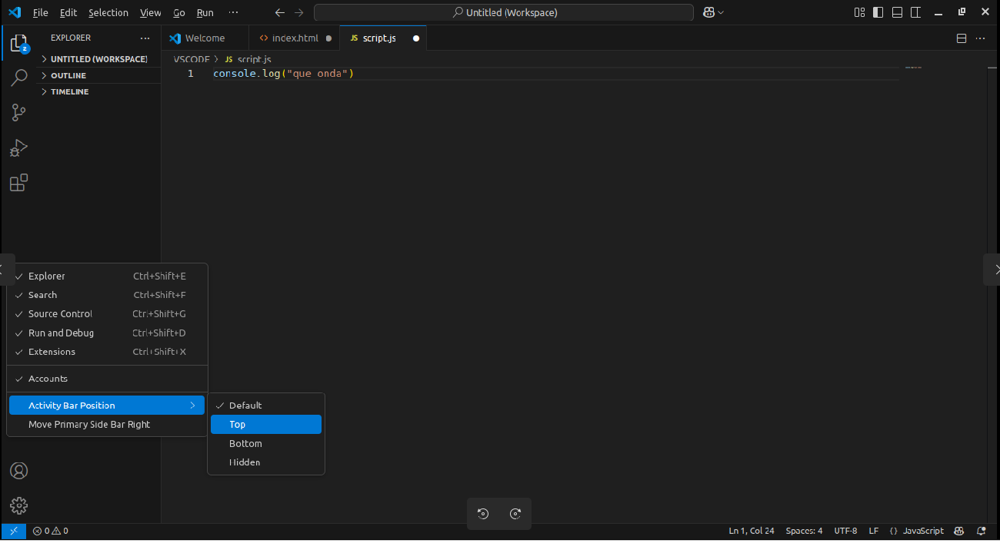 File Edit Selection View Go Run ··· Untitled (Workspace)
EXPLORER ···
Welcome index.html JS script.js ···
UNTITLED (WORKSPACE)
OUTLINE
TIMELINE
2
VSCODE > JS script.js
1 console.log("que onda")
Explorer Ctrl+Shift+E
Search Ctrl+Shift+F
Source Control Ctrl+Shift+G
Run and Debug Ctrl+Shift+D
Extensions Ctrl+Shift+X
Accounts
Activity Bar Position
Move Primary Side Bar Right
Default
Top
Bottom
Hidden
0 0 Ln 1, Col 24 Spaces: 4 UTF-8 LF {} JavaScript